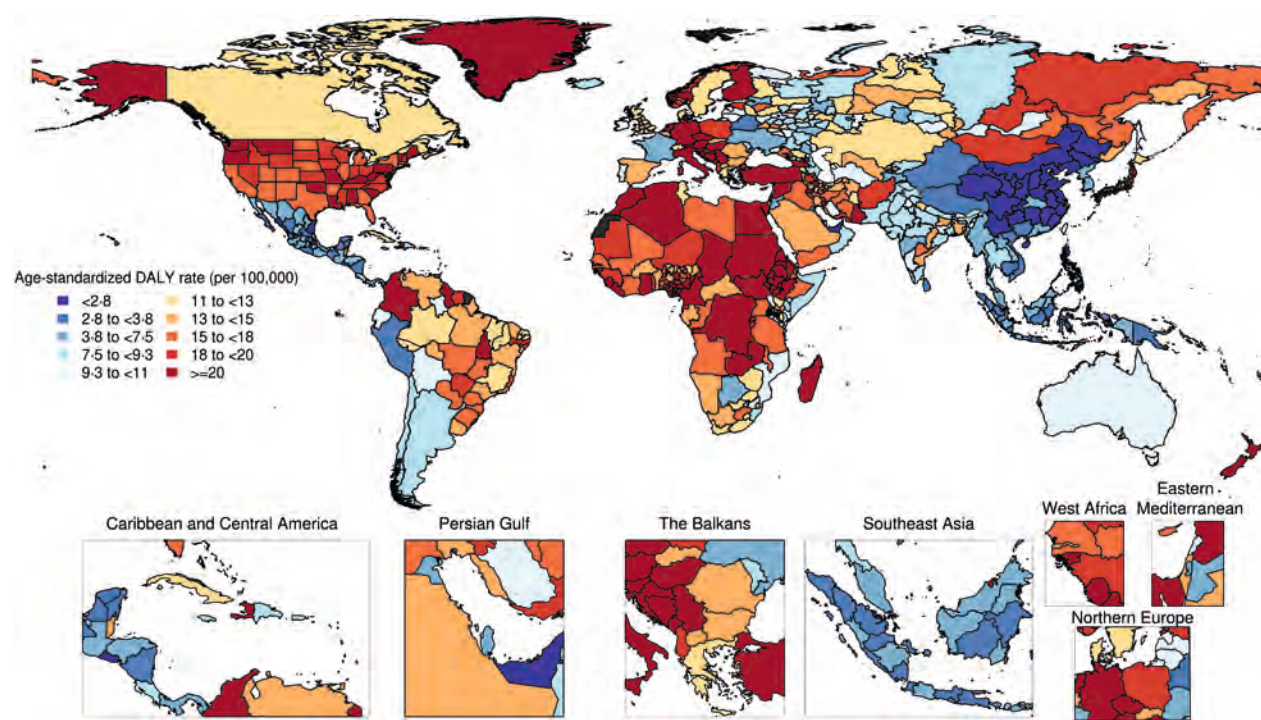 Age-standardized DALY rate (per 100,000)
<2·8
2·8 to <3·8
3·8 to <7·5
7·5 to <9·3
9·3 to <11
11 to <13
13 to <15
15 to <18
18 to <20
>=20
Caribbean and Central America
Persian Gulf
The Balkans
Southeast Asia
West Africa
Eastern
Mediterranean
Northern Europe